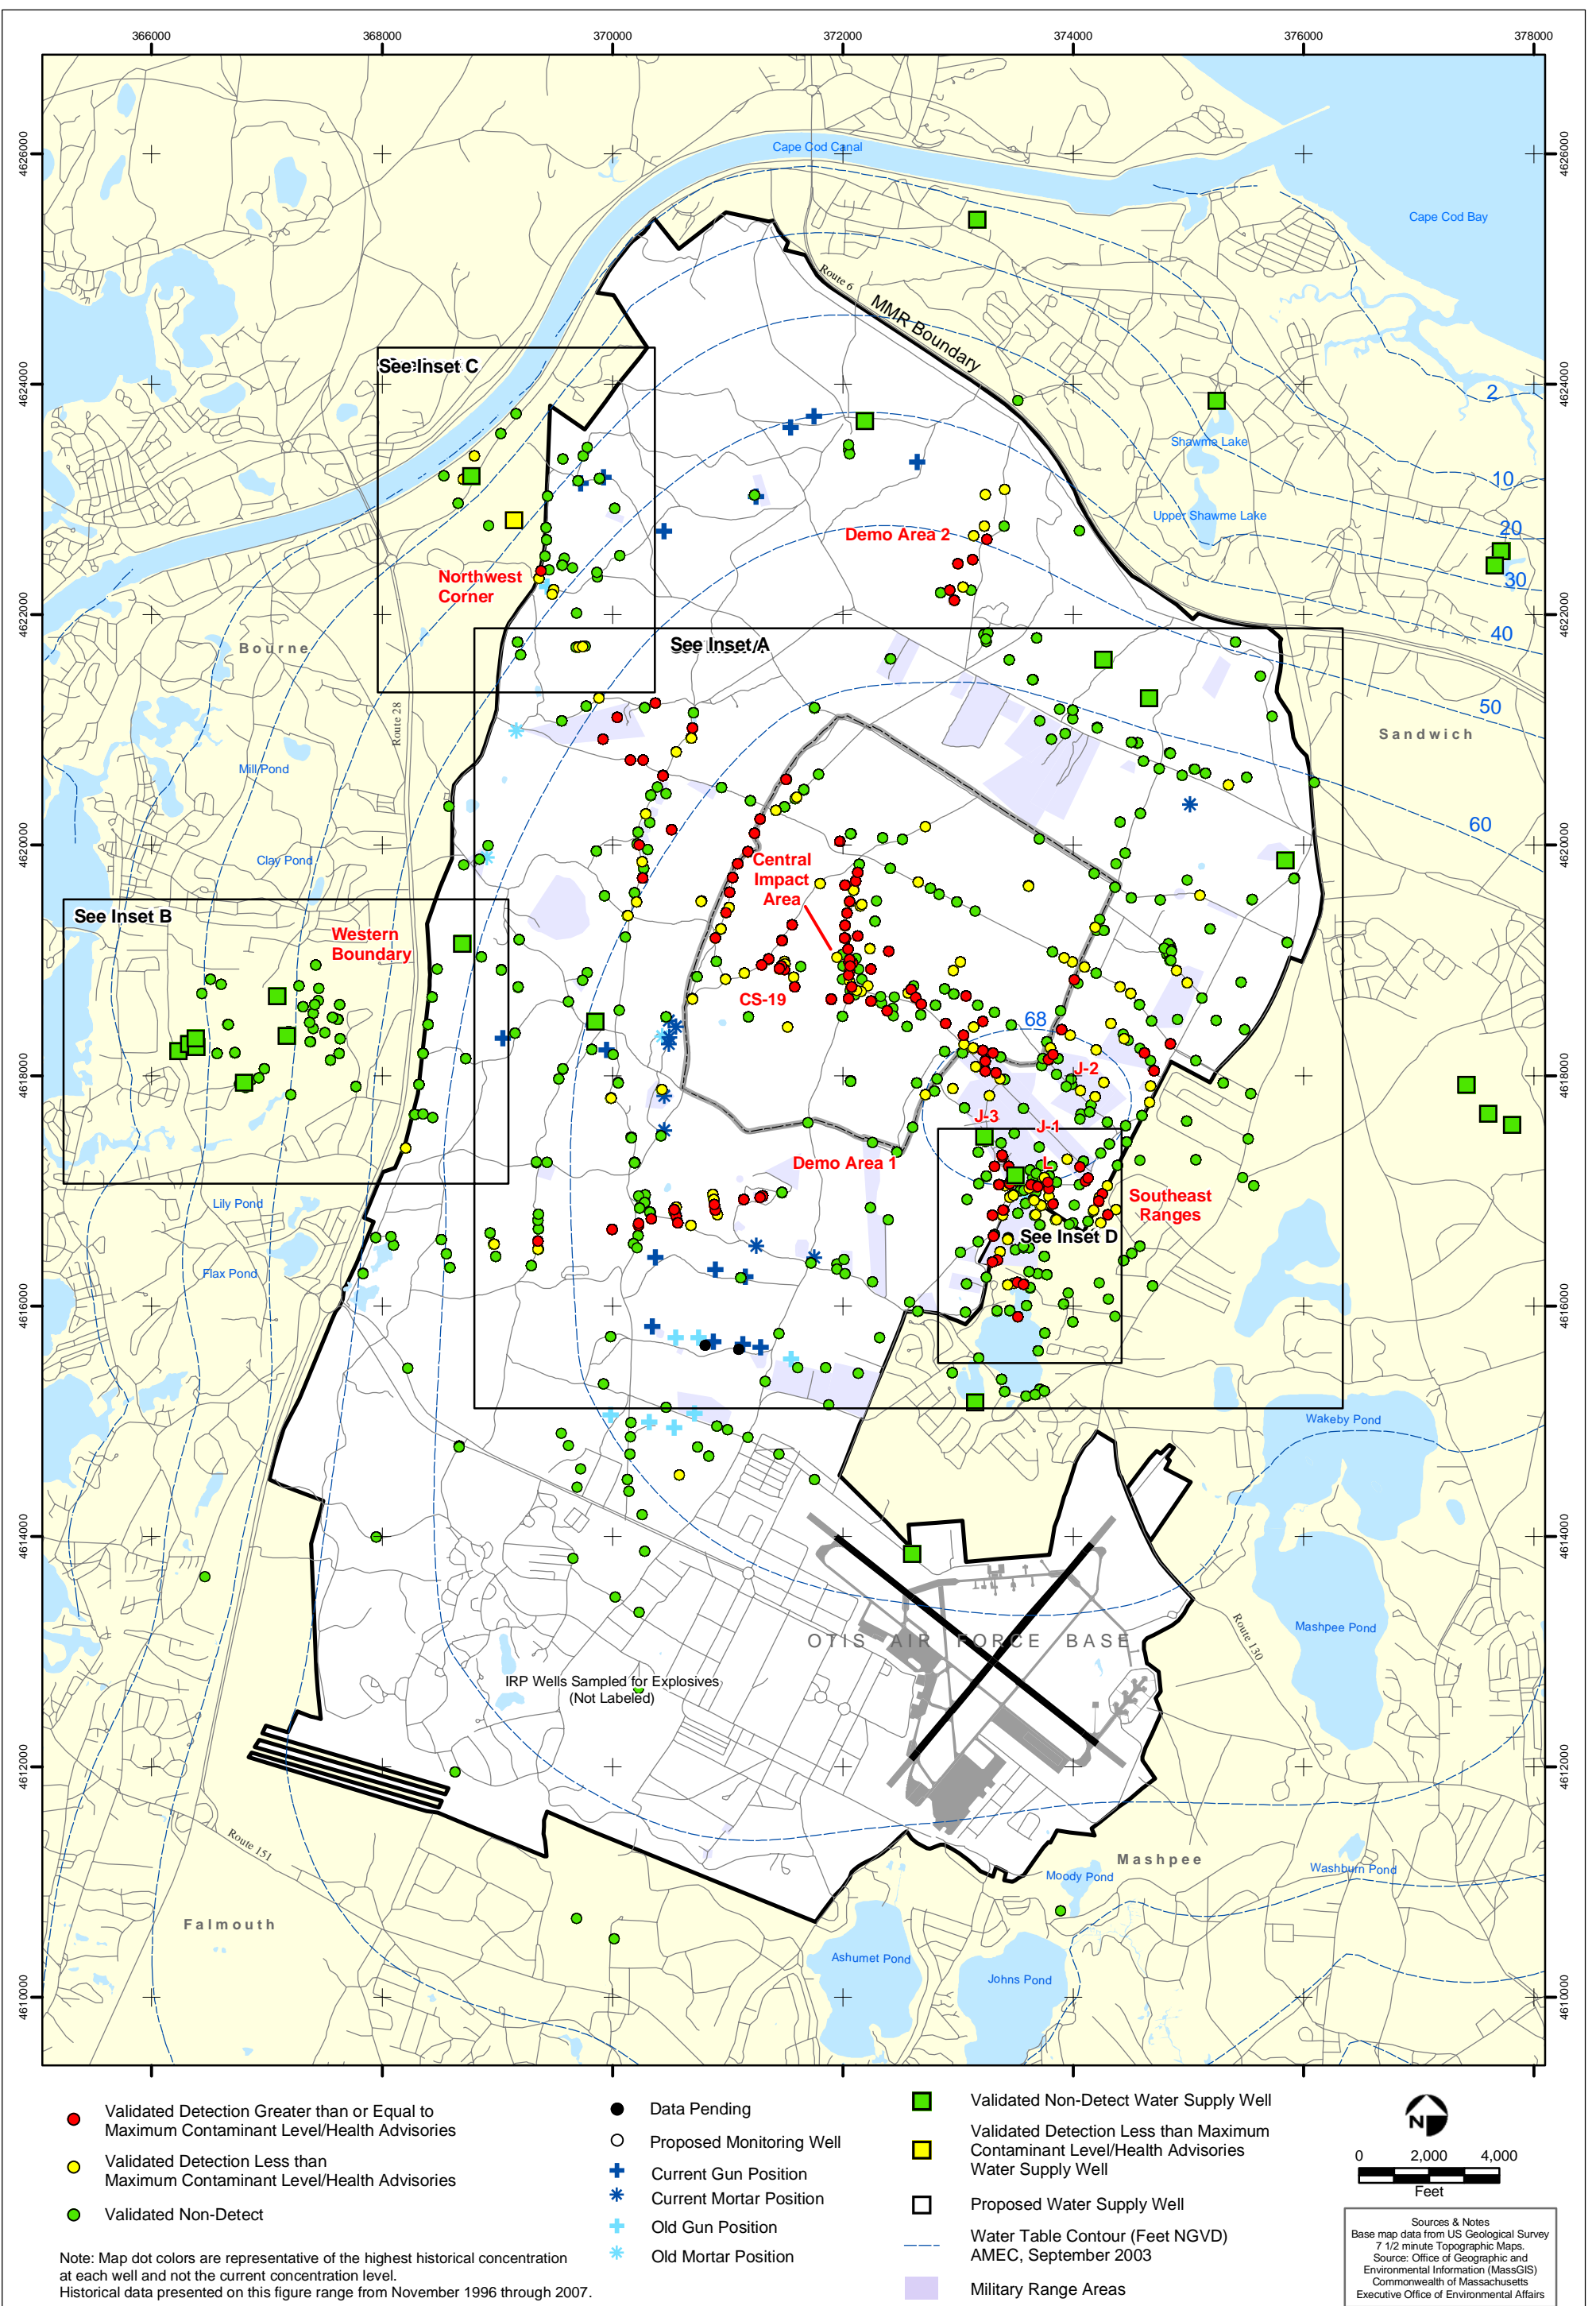 366000 368000 370000 372000 374000 376000 378000
4626000 4626000
Cape Cod Canal
Cape Cod Bay
Route 6
MMR Boundary
4624000 4624000
See Inset C
2
Shawme Lake
10
Upper Shawme Lake
20
Demo Area 2
30
Northwest
Corner
4622000 4622000
40
Bourne
See Inset A
50
Route 28
Sandwich
Mill Pond
60
4620000 4620000
Clay Pond
Central
Impact
Area
See Inset B
Western
Boundary
CS-19
68
4618000 4618000
J-2
J-3
J-1
Demo Area 1
L
Southeast
Ranges
Lily Pond
See Inset D
Flax Pond
4616000 4616000
Wakeby Pond
4614000 4614000
Mashpee Pond
Route 130
OTIS AIR FORCE BASE
IRP Wells Sampled for Explosives
(Not Labeled)
4612000 4612000
Route 151
Mashpee
Washburn Pond
Moody Pond
Falmouth
Ashumet Pond
Johns Pond
4610000 4610000
Validated Detection Greater than or Equal to
Maximum Contaminant Level/Health Advisories
Validated Detection Less than
Maximum Contaminant Level/Health Advisories
Validated Non-Detect
Note: Map dot colors are representative of the highest historical concentration
at each well and not the current concentration level.
Historical data presented on this figure range from November 1996 through 2007.
Data Pending
Proposed Monitoring Well
Current Gun Position
Current Mortar Position
Old Gun Position
Old Mortar Position
Validated Non-Detect Water Supply Well
Validated Detection Less than Maximum
Contaminant Level/Health Advisories
Water Supply Well
Proposed Water Supply Well
Water Table Contour (Feet NGVD)
AMEC, September 2003
Military Range Areas
N
0 2,000 4,000
Feet
Sources & Notes
Base map data from US Geological Survey
7 1/2 minute Topographic Maps.
Source: Office of Geographic and
Environmental Information (MassGIS)
Commonwealth of Massachusetts
Executive Office of Environmental Affairs